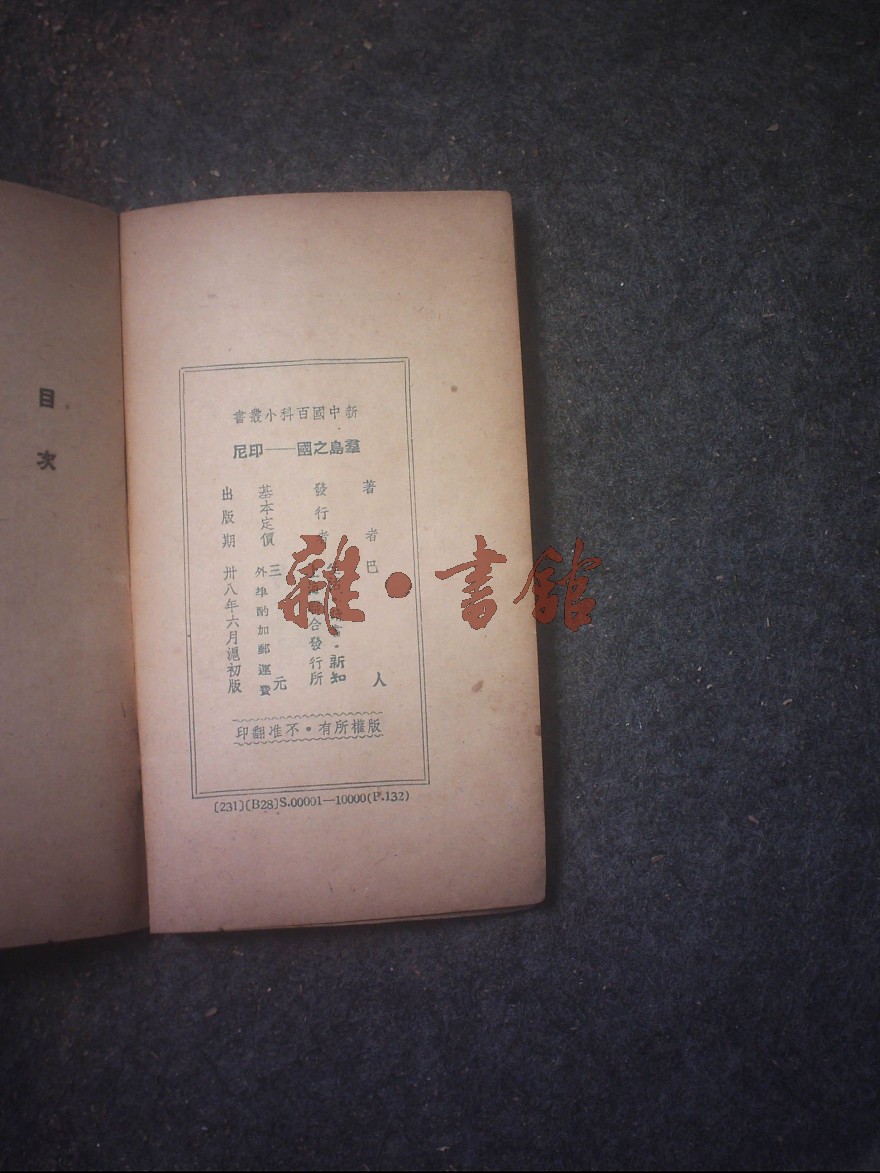 新中國百科小叢書
羣島之國——印尼
著者 巴人
發行者 ·新知
合發行所
基本定價 三元
外埠酌加郵運費
出版期 卅八年六月滬初版
版權所有·不准翻印
[231](B28)S.00001—10000(P.132)
目次
雜·書館